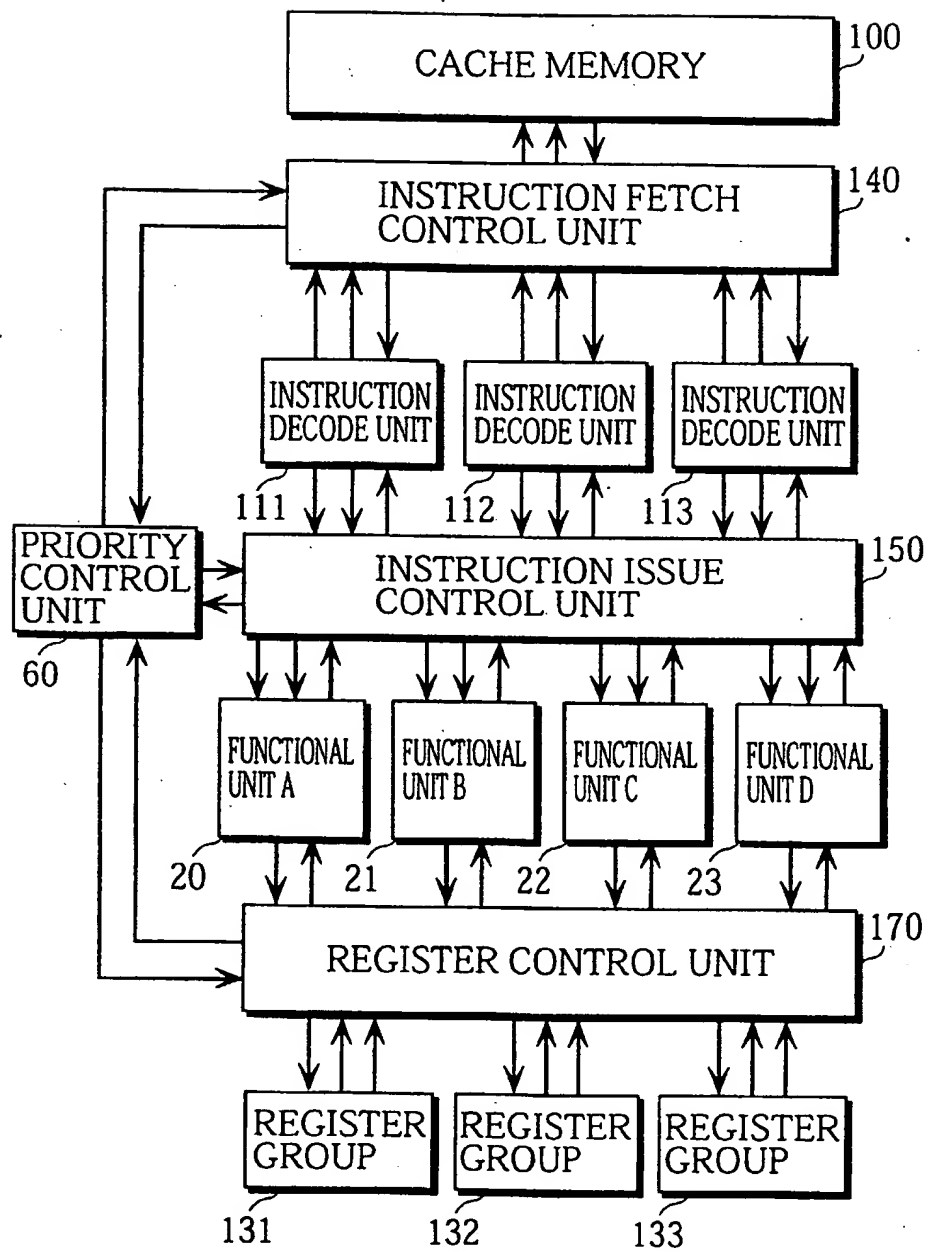 CACHE MEMORY
100
INSTRUCTION FETCH
CONTROL UNIT
140
INSTRUCTION
DECODE UNIT
111
INSTRUCTION
DECODE UNIT
112
INSTRUCTION
DECODE UNIT
113
PRIORITY
CONTROL
UNIT
60
INSTRUCTION ISSUE
CONTROL UNIT
150
FUNCTIONAL
UNIT A
20
FUNCTIONAL
UNIT B
21
FUNCTIONAL
UNIT C
22
FUNCTIONAL
UNIT D
23
REGISTER CONTROL UNIT
170
REGISTER
GROUP
131
REGISTER
GROUP
132
REGISTER
GROUP
133